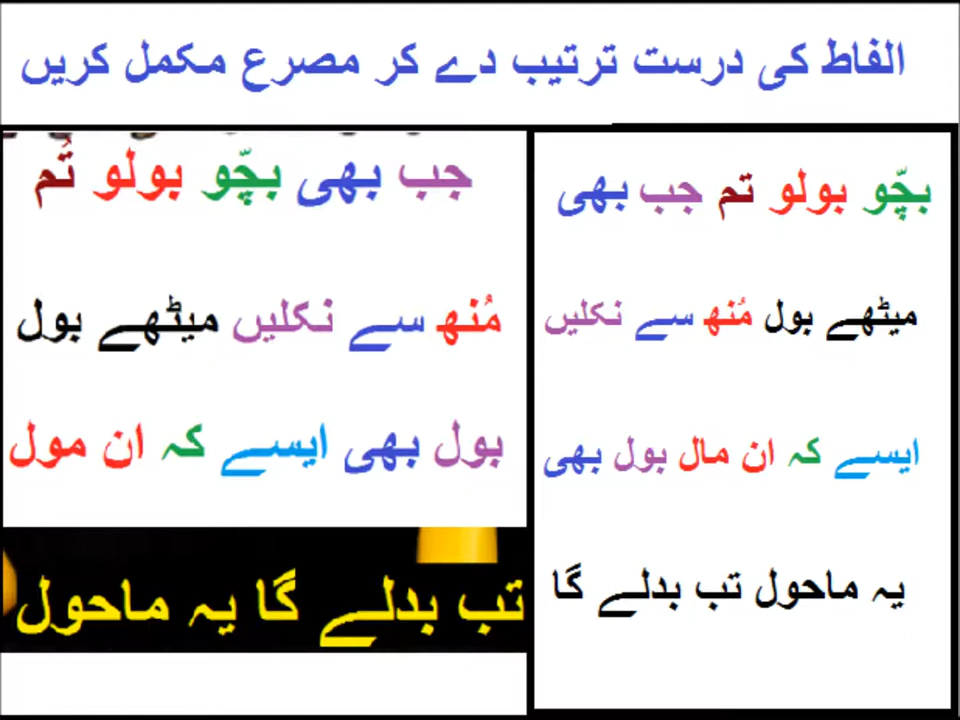 الفاظ کی درست ترتیب دے کر مصرع مکمل کریں
بچّو بولو تم جب بھی
میٹھے بول مُنھ سے نکلیں
ایسے کہ ان مال بول بھی
یہ ماحول تب بدلے گا
جب بھی بچّو بولو تُم
مُنھ سے نکلیں میٹھے بول
بول بھی ایسے کہ ان مول
تب بدلے گا یہ ماحول